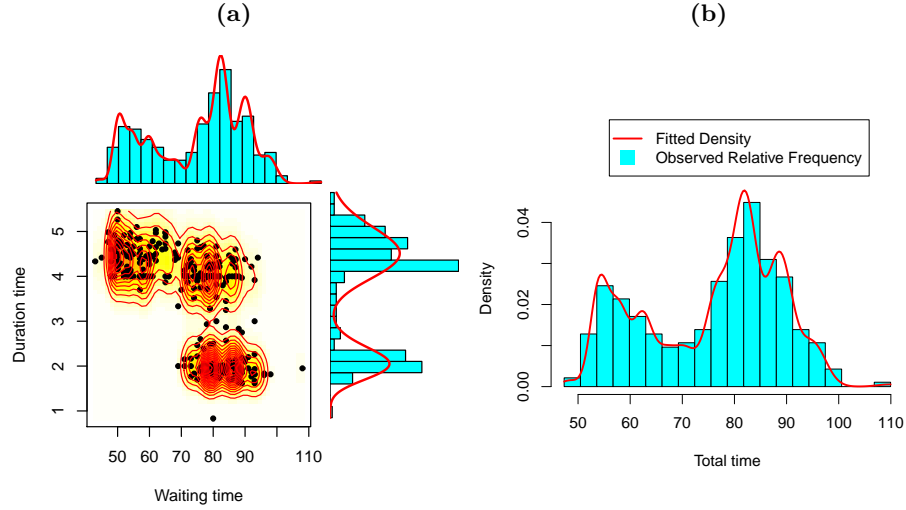 (a)
50 60 70 80 90 110
1 2 3 4 5
Waiting time
Duration time
(b)
Fitted Density
Observed Relative Frequency
0.00 0.02 0.04
Density
50 60 70 80 90 100 110
Total time